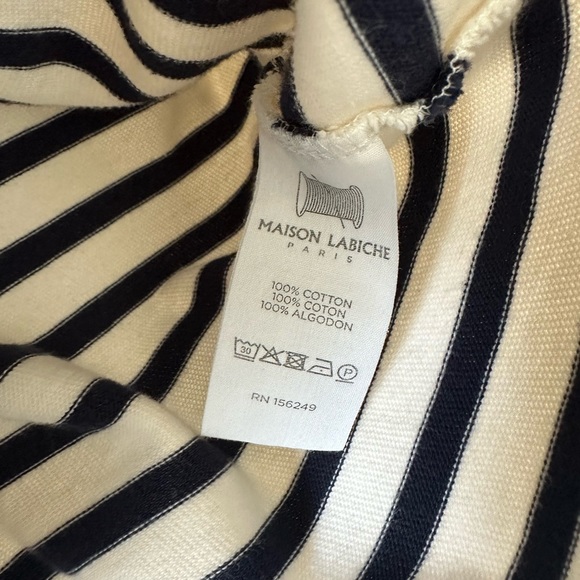 MAISON LABICHE
PARIS
100% COTTON
100% COTON
100% ALGODON
30 P
RN 156249